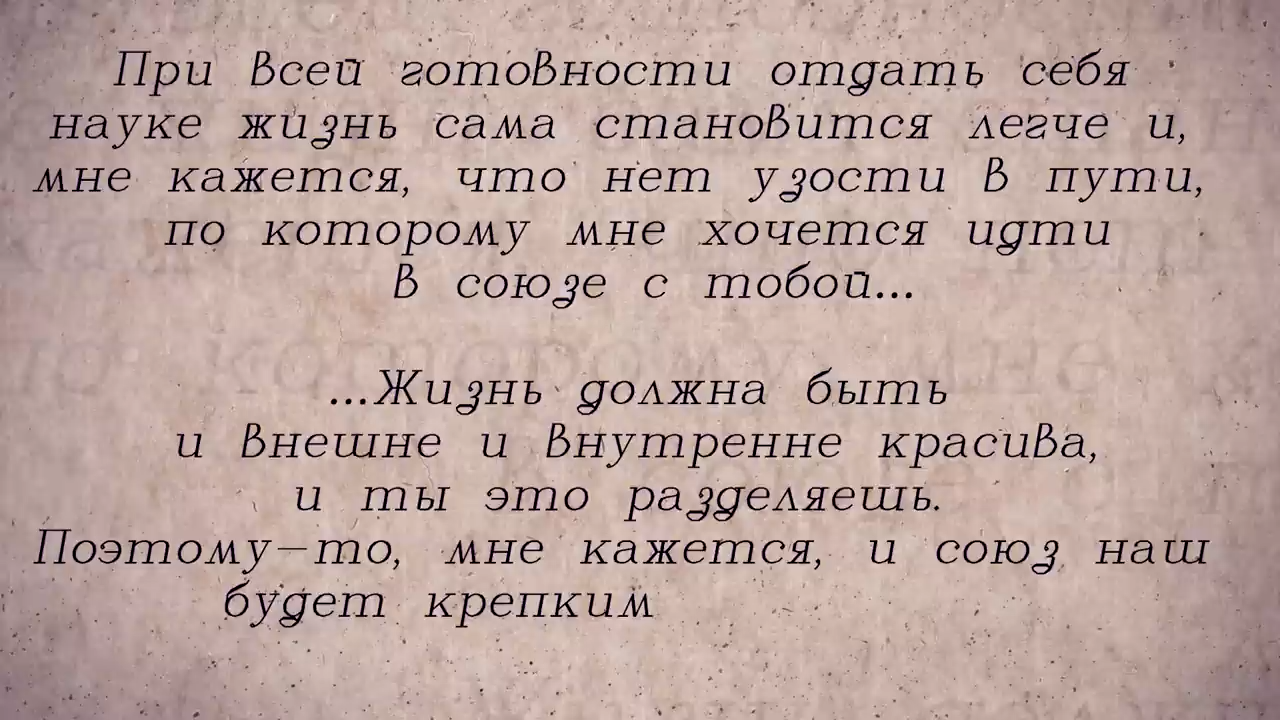 При всей готовности отдать себя
науке жизнь сама становится легче и,
мне кажется, что нет узости в пути,
по которому мне хочется идти
в союзе с тобой...
...Жизнь должна быть
и внешне и внутренне красива,
и ты это разделяешь.
Поэтому-то, мне кажется, и союз наш
будет крепким